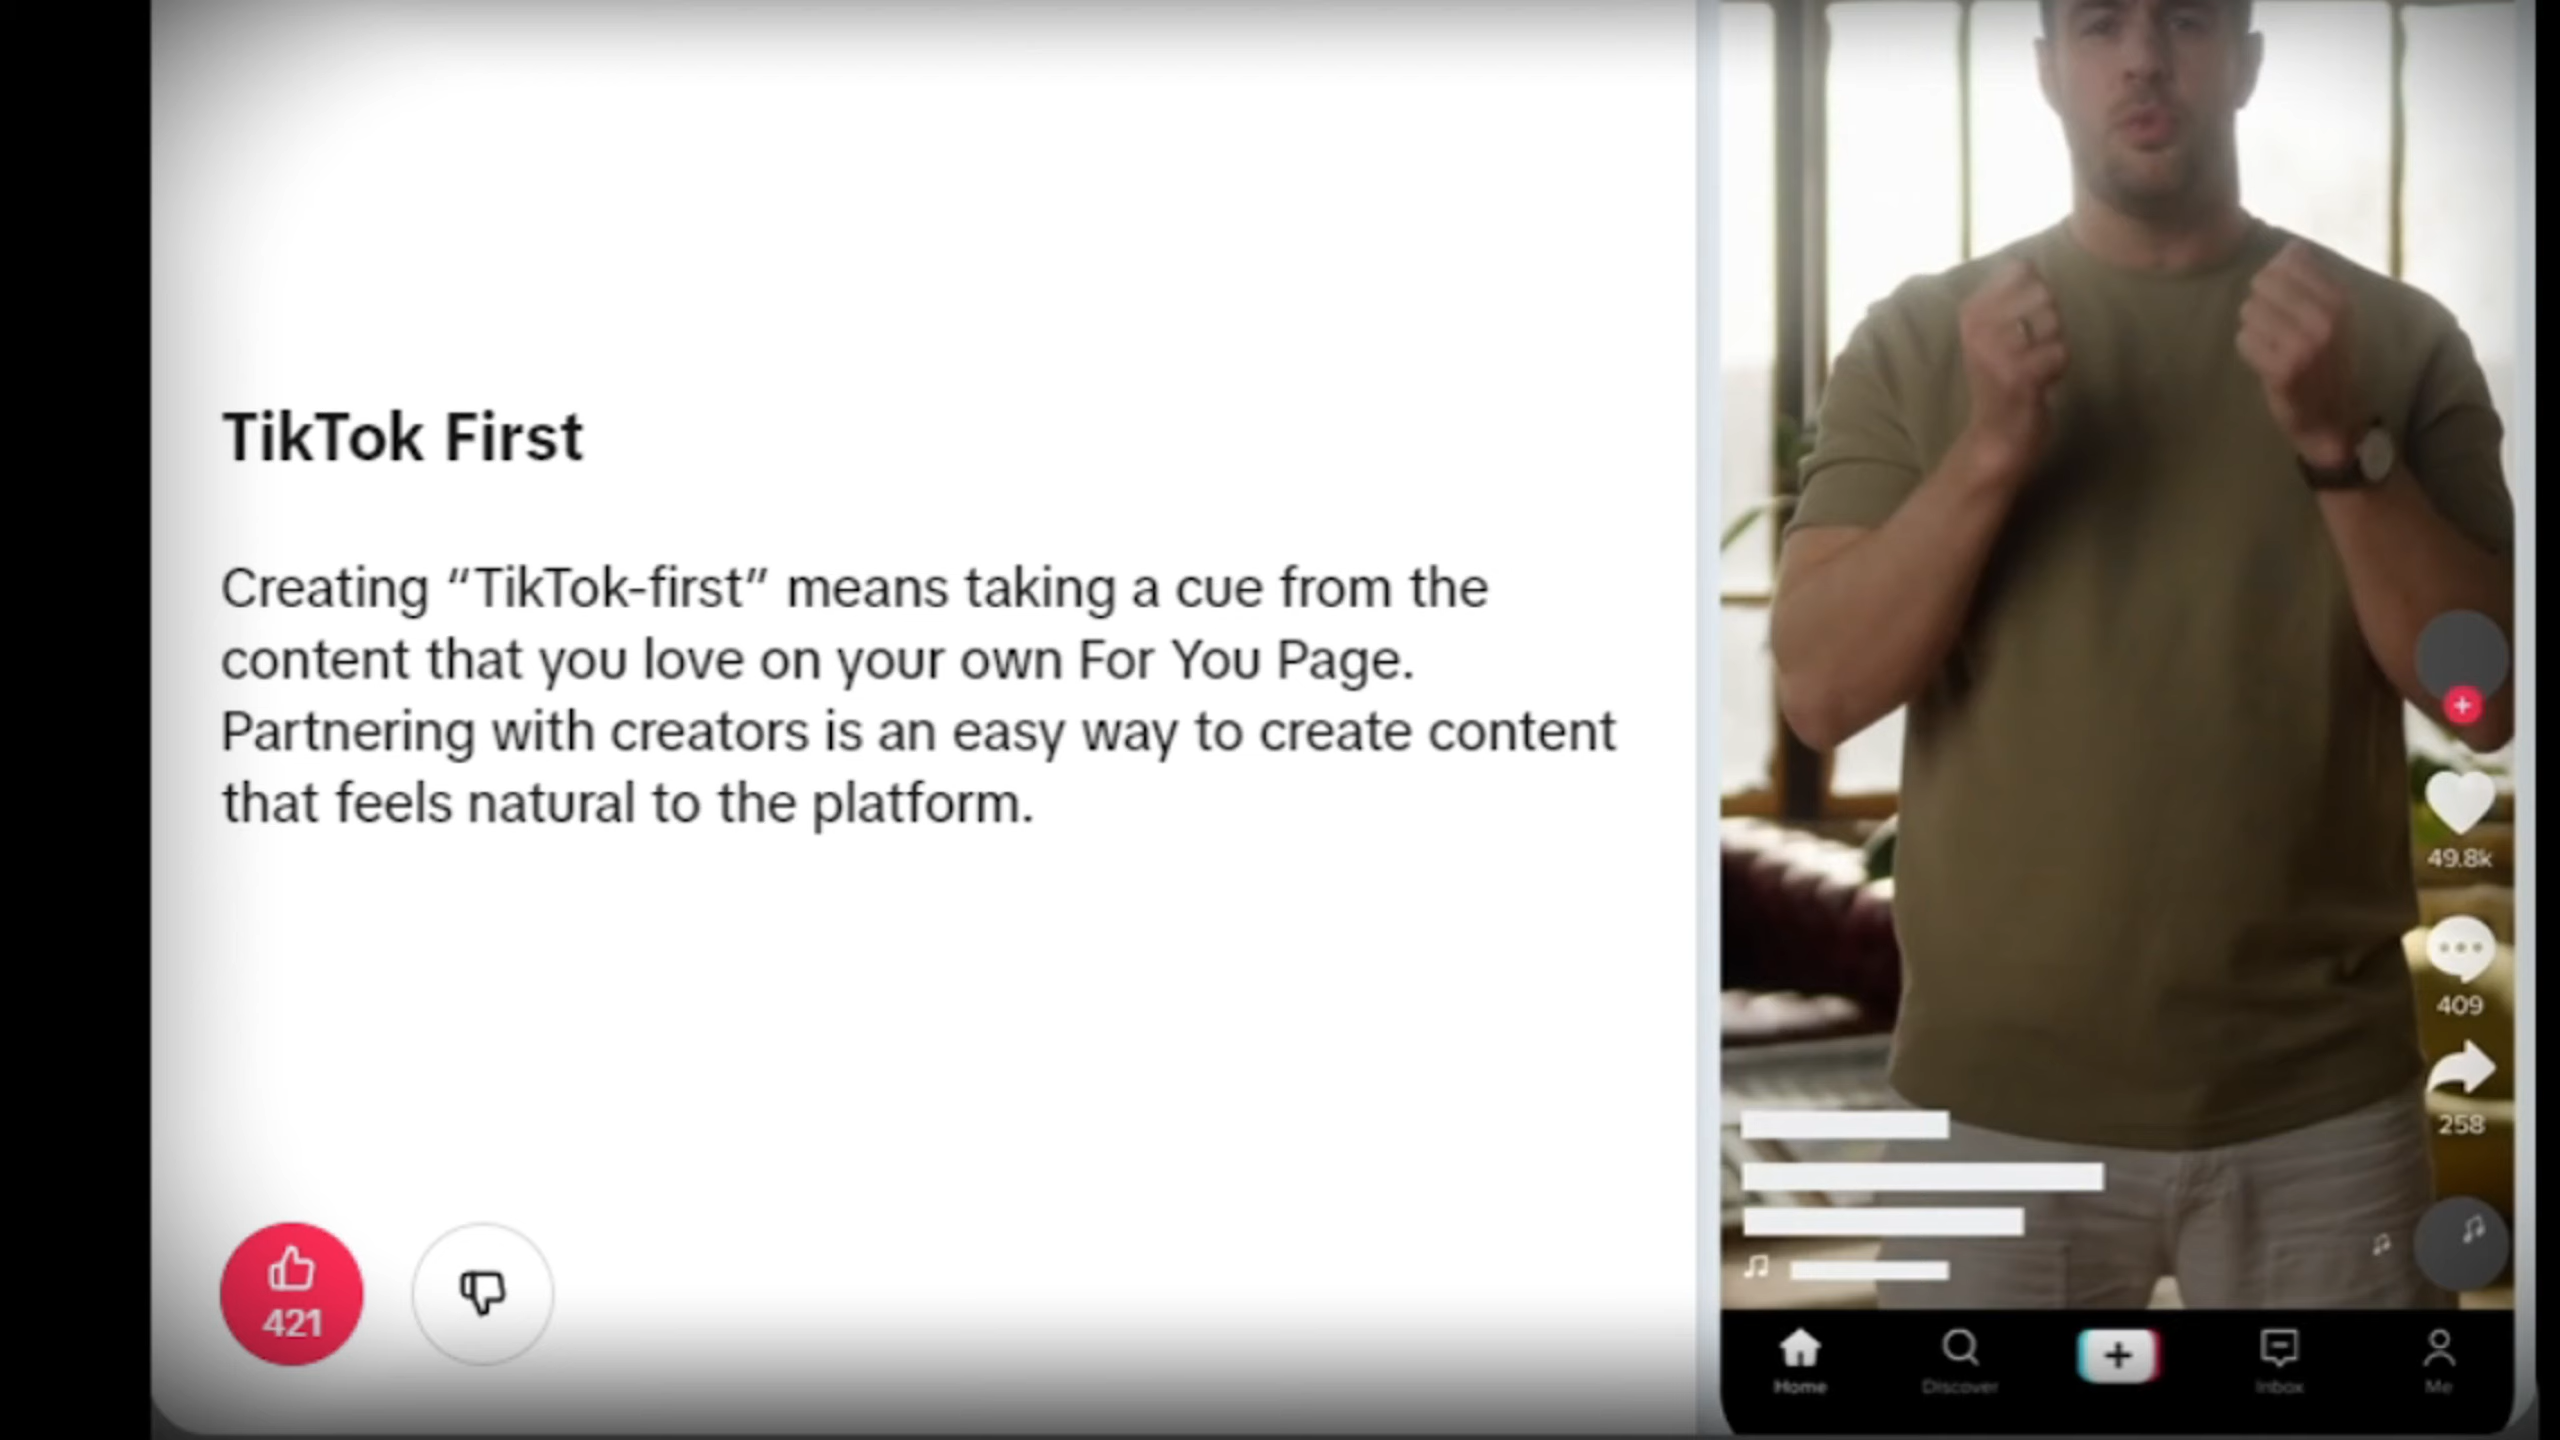 TikTok First
Creating “TikTok-first” means taking a cue from the
content that you love on your own For You Page.
Partnering with creators is an easy way to create content
that feels natural to the platform.
421
49.8k
409
258
Home
Discover
Inbox
Me